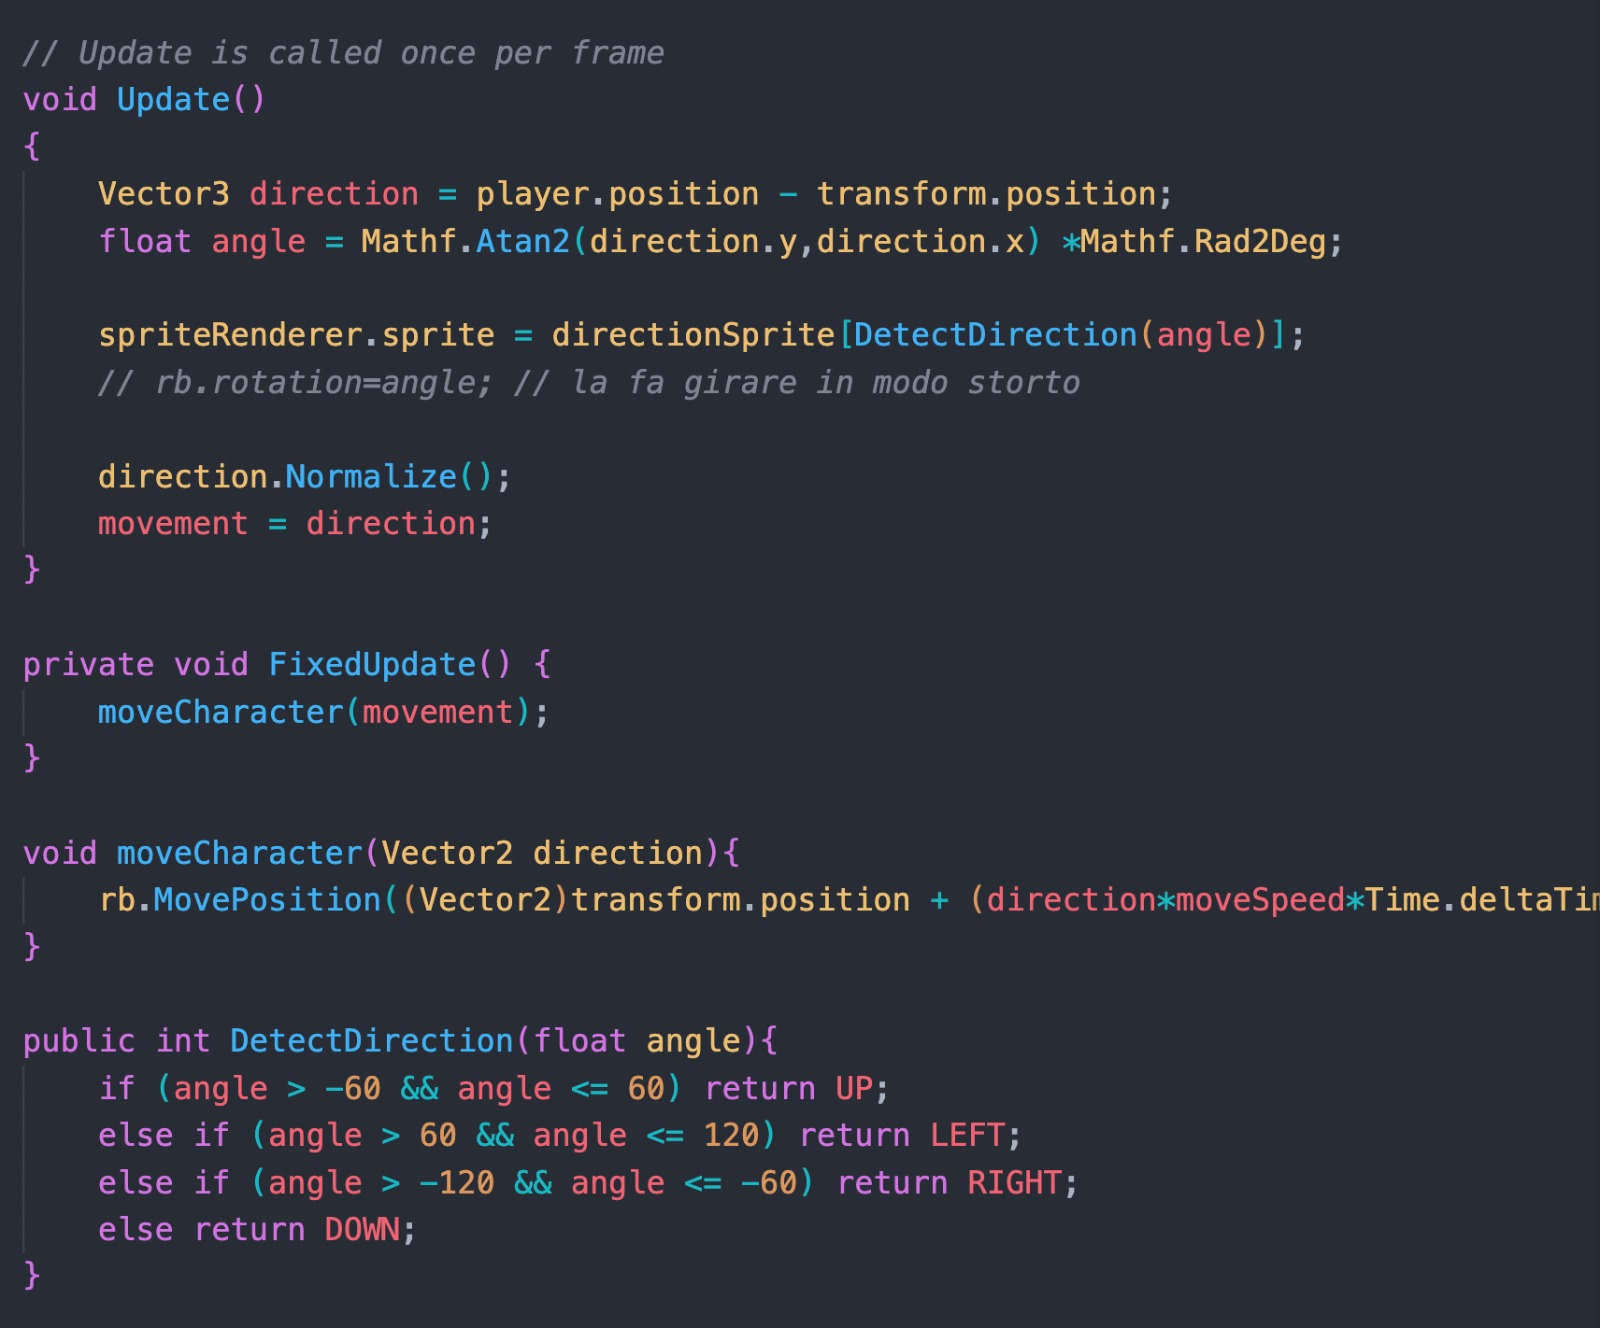 // Update is called once per frame
void Update()
{
    Vector3 direction = player.position - transform.position;
    float angle = Mathf.Atan2(direction.y,direction.x) *Mathf.Rad2Deg;
    spriteRenderer.sprite = directionSprite[DetectDirection(angle)];
    // rb.rotation=angle; // la fa girare in modo storto
    direction.Normalize();
    movement = direction;
}
private void FixedUpdate() {
    moveCharacter(movement);
}
void moveCharacter(Vector2 direction){
    rb.MovePosition((Vector2)transform.position + (direction*moveSpeed*Time.deltaTim
}
public int DetectDirection(float angle){
    if (angle > -60 && angle <= 60) return UP;
    else if (angle > 60 && angle <= 120) return LEFT;
    else if (angle > -120 && angle <= -60) return RIGHT;
    else return DOWN;
}